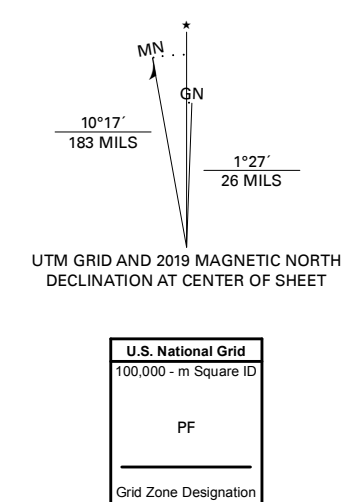 ★
MN
GN
10°17´
183 MILS
1°27´
26 MILS
UTM GRID AND 2019 MAGNETIC NORTH
DECLINATION AT CENTER OF SHEET
U.S. National Grid
100,000 - m Square ID
PF
Grid Zone Designation